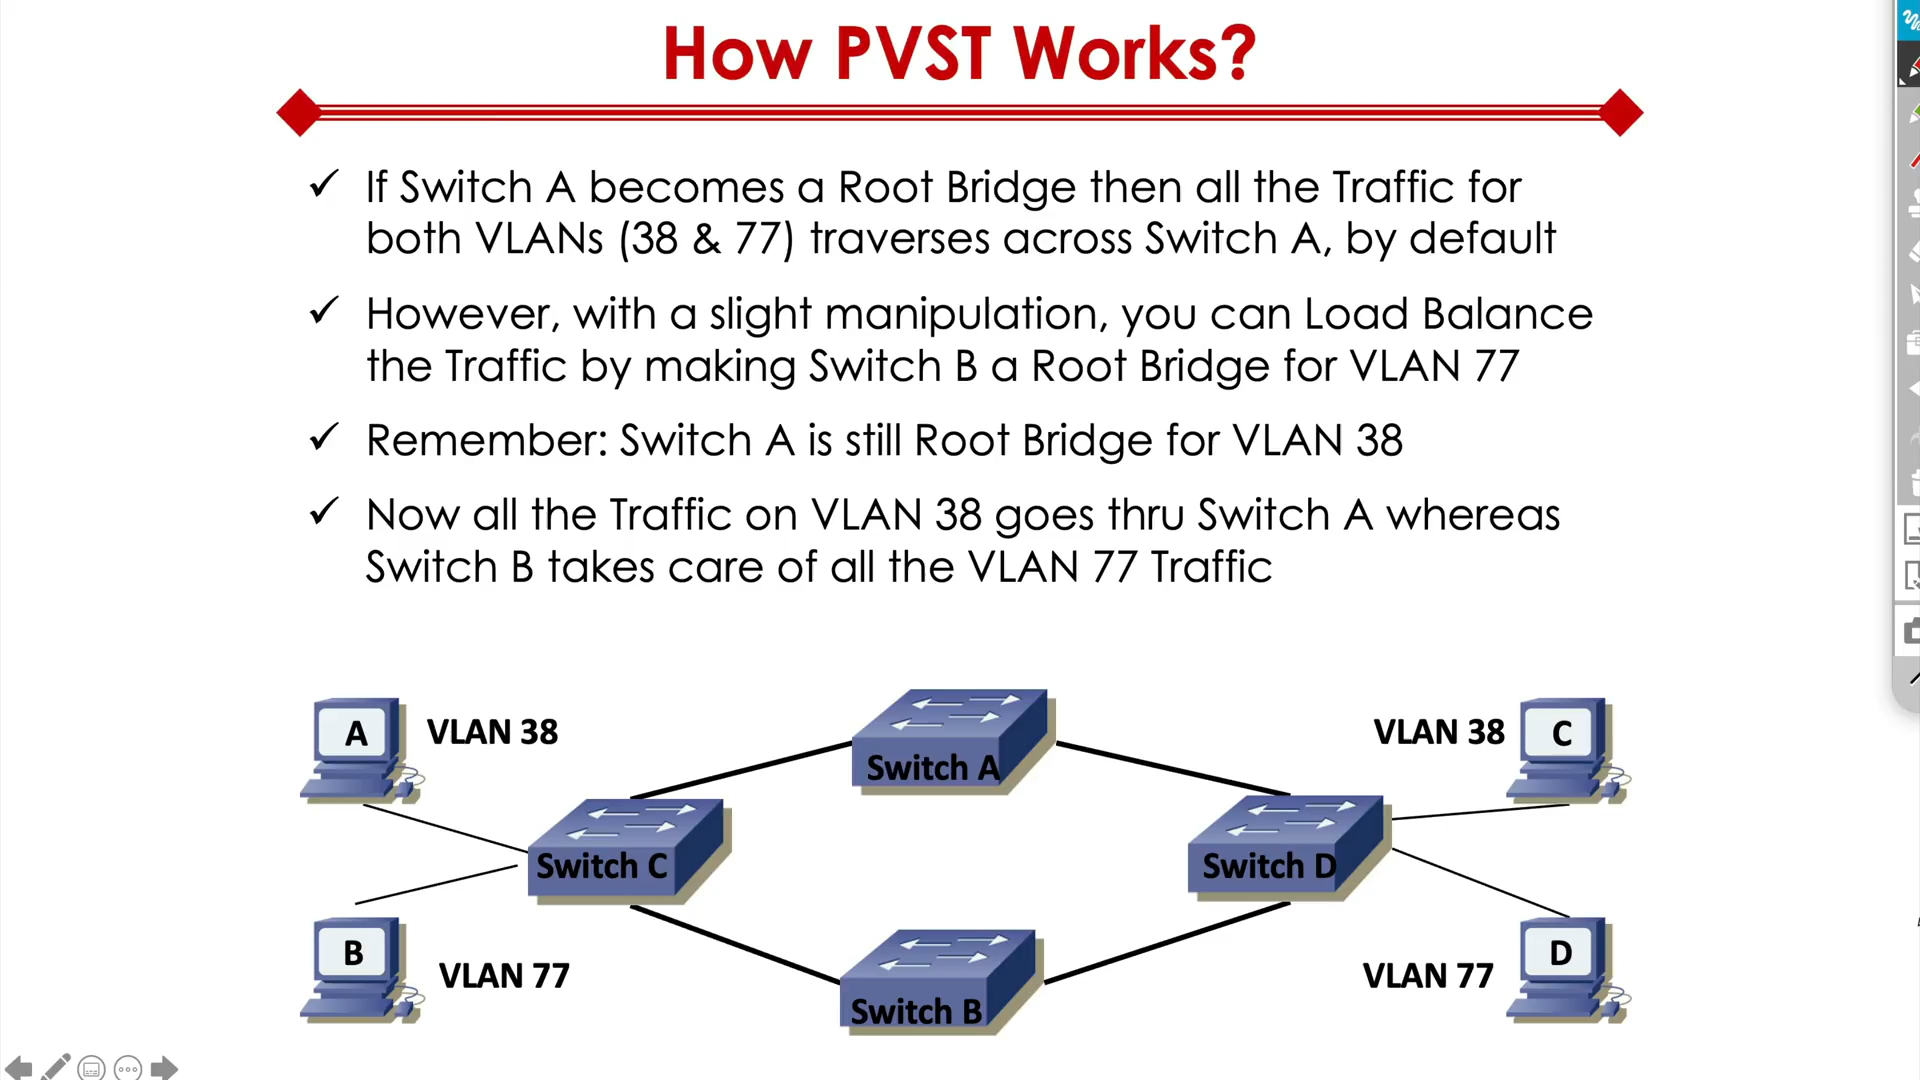 How PVST Works?
✓ If Switch A becomes a Root Bridge then all the Traffic for
both VLANs (38 & 77) traverses across Switch A, by default
✓ However, with a slight manipulation, you can Load Balance
the Traffic by making Switch B a Root Bridge for VLAN 77
✓ Remember: Switch A is still Root Bridge for VLAN 38
✓ Now all the Traffic on VLAN 38 goes thru Switch A whereas
Switch B takes care of all the VLAN 77 Traffic
A
VLAN 38
Switch A
VLAN 38
C
Switch C
Switch D
B
VLAN 77
Switch B
VLAN 77
D